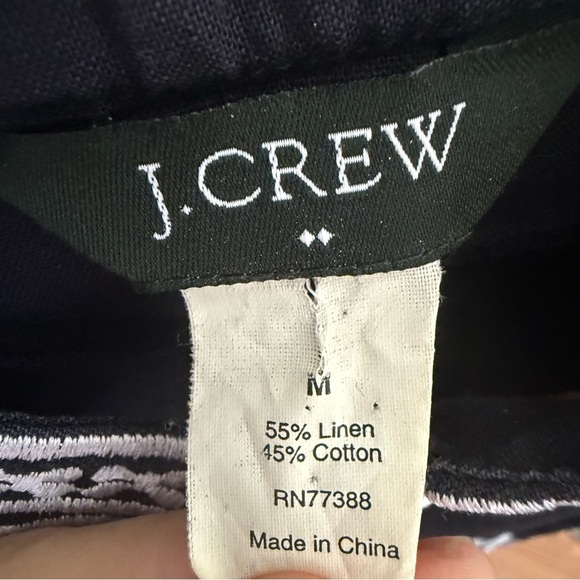 J.CREW
M
55% Linen
45% Cotton
RN77388
Made in China